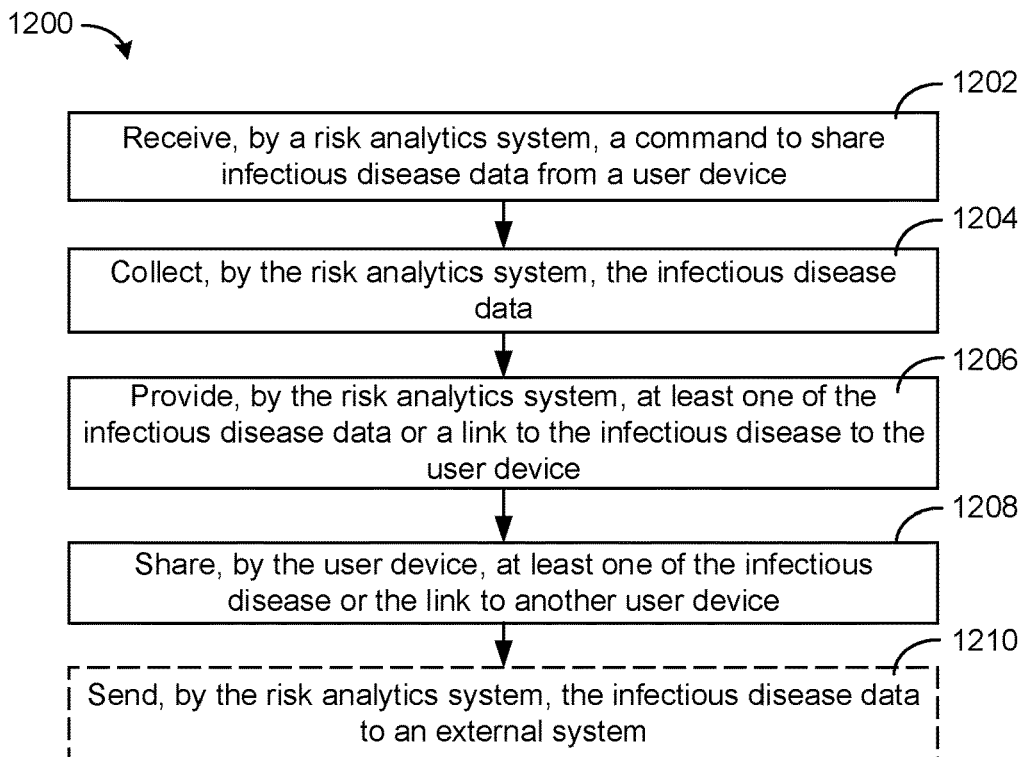 1200
1202
Receive, by a risk analytics system, a command to share
infectious disease data from a user device
1204
Collect, by the risk analytics system, the infectious disease
data
1206
Provide, by the risk analytics system, at least one of the
infectious disease data or a link to the infectious disease to the
user device
1208
Share, by the user device, at least one of the infectious
disease or the link to another user device
1210
Send, by the risk analytics system, the infectious disease data
to an external system